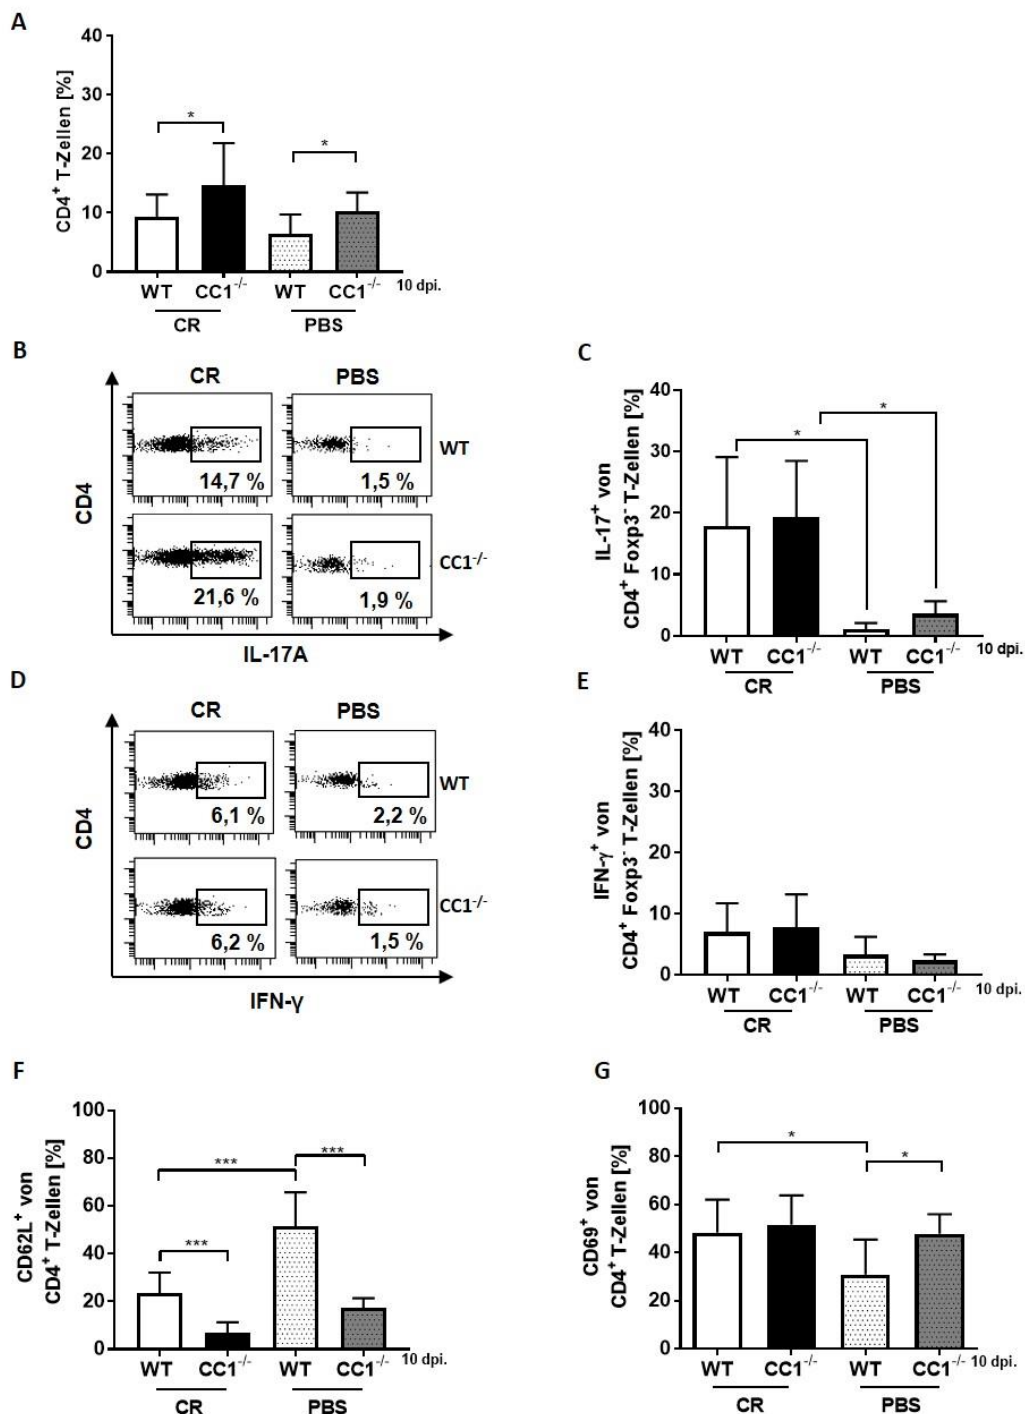 A
CD4⁺ T-Zellen [%]
40
30
20
10
0
*
*
WT CC1⁻/⁻ WT CC1⁻/⁻ 10 dpi.
CR PBS
B
CR PBS
CD4
14,7 % 1,5 % WT
21,6 % 1,9 % CC1⁻/⁻
IL-17A
C
IL-17⁺ von
CD4⁺ Foxp3⁻ T-Zellen [%]
40
30
20
10
0
*
*
WT CC1⁻/⁻ WT CC1⁻/⁻ 10 dpi.
CR PBS
D
CR PBS
CD4
6,1 % 2,2 % WT
6,2 % 1,5 % CC1⁻/⁻
IFN-γ
E
IFN-γ⁺ von
CD4⁺ Foxp3⁻ T-Zellen [%]
40
30
20
10
0
WT CC1⁻/⁻ WT CC1⁻/⁻ 10 dpi.
CR PBS
F
CD62L⁺ von
CD4⁺ T-Zellen [%]
100
80
60
40
20
0
***
***
***
WT CC1⁻/⁻ WT CC1⁻/⁻ 10 dpi.
CR PBS
G
CD69⁺ von
CD4⁺ T-Zellen [%]
100
80
60
40
20
0
*
*
WT CC1⁻/⁻ WT CC1⁻/⁻ 10 dpi.
CR PBS